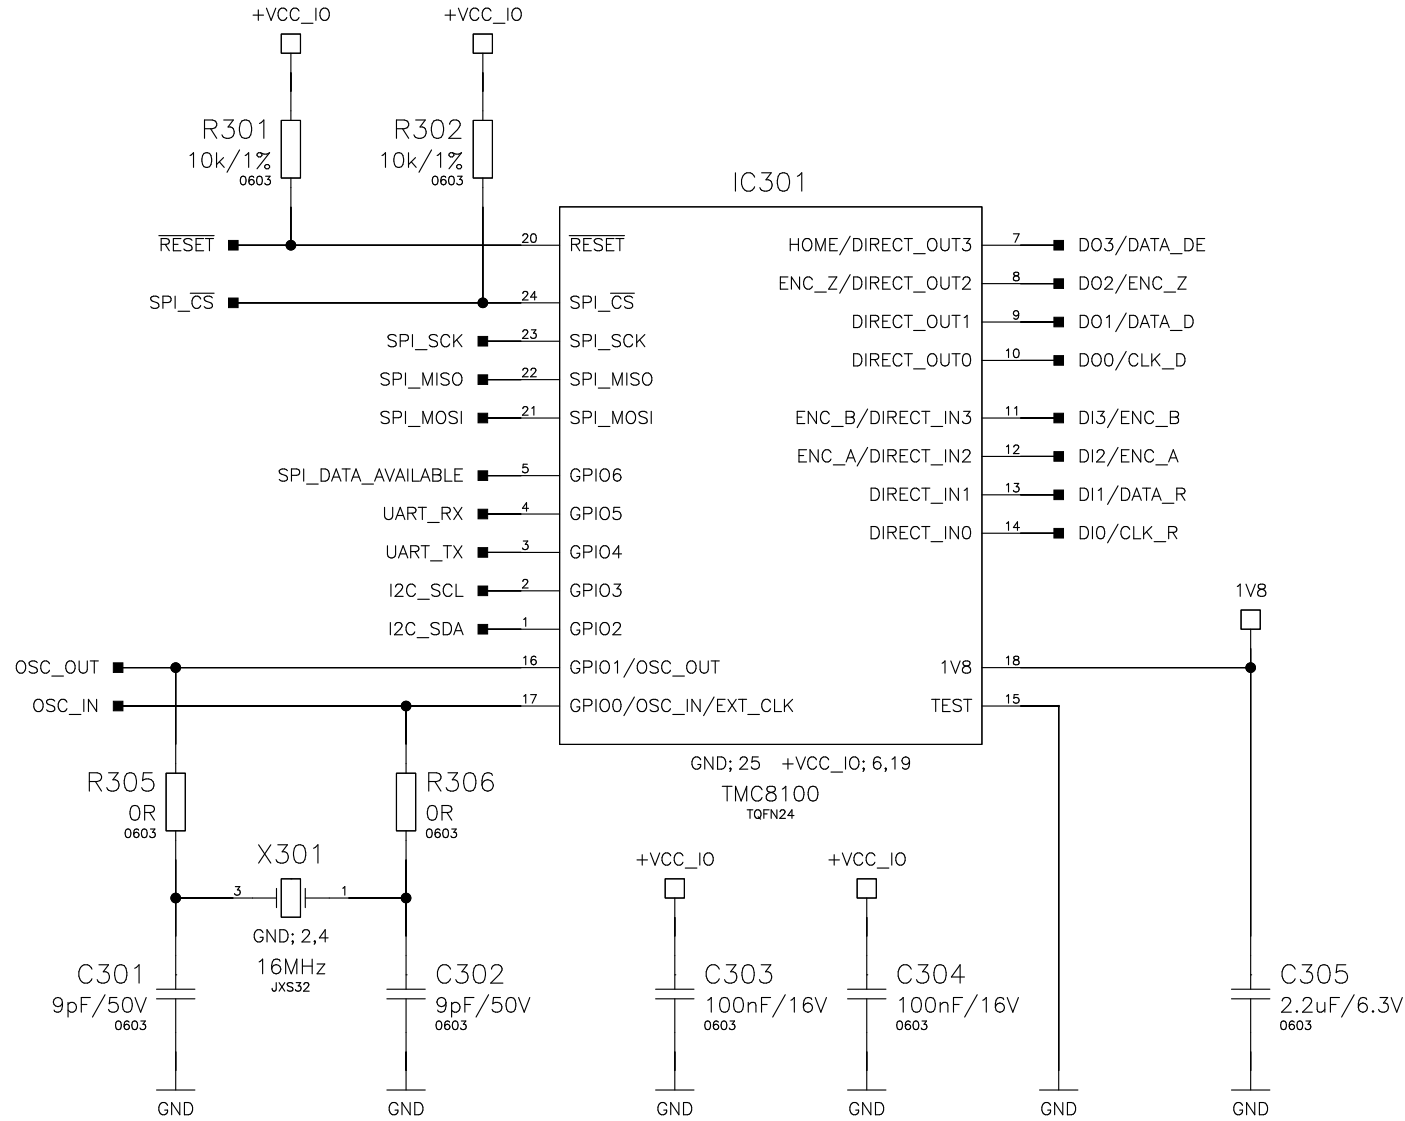 +VCC_IO +VCC_IO
R301 R302
10k/1% 10k/1%
0603 0603
IC301
RESET 20 RESET HOME/DIRECT_OUT3 7 DO3/DATA_DE
ENC_Z/DIRECT_OUT2 8 DO2/ENC_Z
SPI_CS 24 SPI_CS
DIRECT_OUT1 9 DO1/DATA_D
SPI_SCK 23 SPI_SCK
DIRECT_OUT0 10 DO0/CLK_D
SPI_MISO 22 SPI_MISO
SPI_MOSI 21 SPI_MOSI ENC_B/DIRECT_IN3 11 DI3/ENC_B
ENC_A/DIRECT_IN2 12 DI2/ENC_A
SPI_DATA_AVAILABLE 5 GPIO6
DIRECT_IN1 13 DI1/DATA_R
UART_RX 4 GPIO5
DIRECT_IN0 14 DI0/CLK_R
UART_TX 3 GPIO4
I2C_SCL 2 GPIO3 1V8
I2C_SDA 1 GPIO2
OSC_OUT 16 GPIO1/OSC_OUT 1V8 18
OSC_IN 17 GPIO0/OSC_IN/EXT_CLK TEST 15
GND; 25 +VCC_IO; 6,19
TMC8100
TQFN24
R305 R306
0R 0R
0603 0603
X301
3 1
GND; 2,4
16MHz
JXS32
+VCC_IO +VCC_IO
C301 C302 C303 C304 C305
9pF/50V 9pF/50V 100nF/16V 100nF/16V 2.2uF/6.3V
0603 0603 0603 0603 0603
GND GND GND GND GND GND